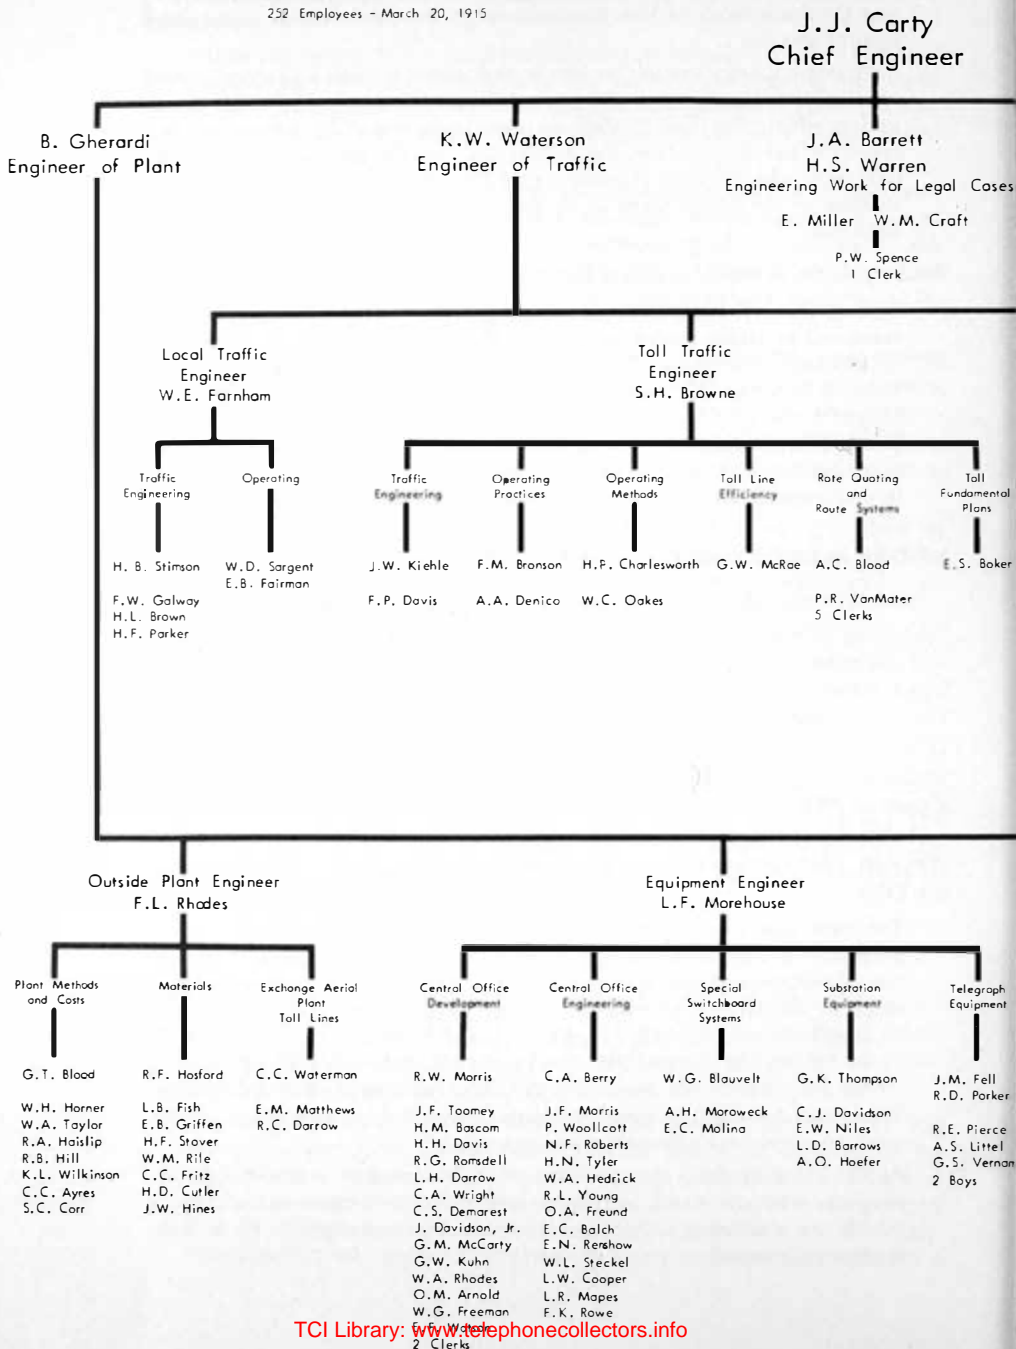 252 Employees - March 20, 1915
J.J. Carty
Chief Engineer
B. Gherardi
Engineer of Plant
K.W. Waterson
Engineer of Traffic
J.A. Barrett
H.S. Warren
Engineering Work for Legal Cases
E. Miller W.M. Craft
P.W. Spence
1 Clerk
Local Traffic
Engineer
W.E. Farnham
Toll Traffic
Engineer
S.H. Browne
Traffic
Engineering
H. B. Stimson
F.W. Galway
H.L. Brown
H.F. Parker
Operating
W.D. Sargent
E.B. Fairman
Traffic
Engineering
J.W. Kiehle
F.P. Davis
Operating
Practices
F.M. Bronson
A.A. Denico
Operating
Methods
H.P. Charlesworth
W.C. Oakes
Toll Line
Efficiency
G.W. McRae
Rate Quoting
and
Route Systems
A.C. Blood
P.R. VanMater
5 Clerks
Toll
Fundamental
Plans
E.S. Boker
Outside Plant Engineer
F.L. Rhodes
Equipment Engineer
L.F. Morehouse
Plant Methods
and Costs
G.T. Blood
W.H. Horner
W.A. Taylor
R.A. Haislip
R.B. Hill
K.L. Wilkinson
C.C. Ayres
S.C. Corr
Materials
R.F. Hosford
L.B. Fish
E.B. Griffen
H.F. Stover
W.M. Rile
C.C. Fritz
H.D. Cutler
J.W. Hines
Exchange Aerial
Plant
Toll Lines
C.C. Waterman
E.M. Matthews
R.C. Darrow
Central Office
Development
R.W. Morris
J.F. Toomey
H.M. Bascom
H.H. Davis
R.G. Ramsdell
L.H. Darrow
C.A. Wright
C.S. Demarest
J. Davidson, Jr.
G.M. McCarty
G.W. Kuhn
W.A. Rhodes
O.M. Arnold
W.G. Freeman
2 Clerks
Central Office
Engineering
C.A. Berry
J.F. Morris
P. Woollcott
N.F. Roberts
H.N. Tyler
W.A. Hedrick
R.L. Young
O.A. Freund
E.C. Balch
E.N. Renshow
W.L. Steckel
L.W. Cooper
L.R. Mapes
F.K. Rowe
Special
Switchboard
Systems
W.G. Blauvelt
A.H. Moroweck
E.C. Molina
Substation
Equipment
G.K. Thompson
C.J. Davidson
E.W. Niles
L.D. Barrows
A.O. Hoefer
Telegraph
Equipment
J.M. Fell
R.D. Parker
R.E. Pierce
A.S. Littel
G.S. Vernam
2 Boys
TCI Library: www.telephonecollectors.info